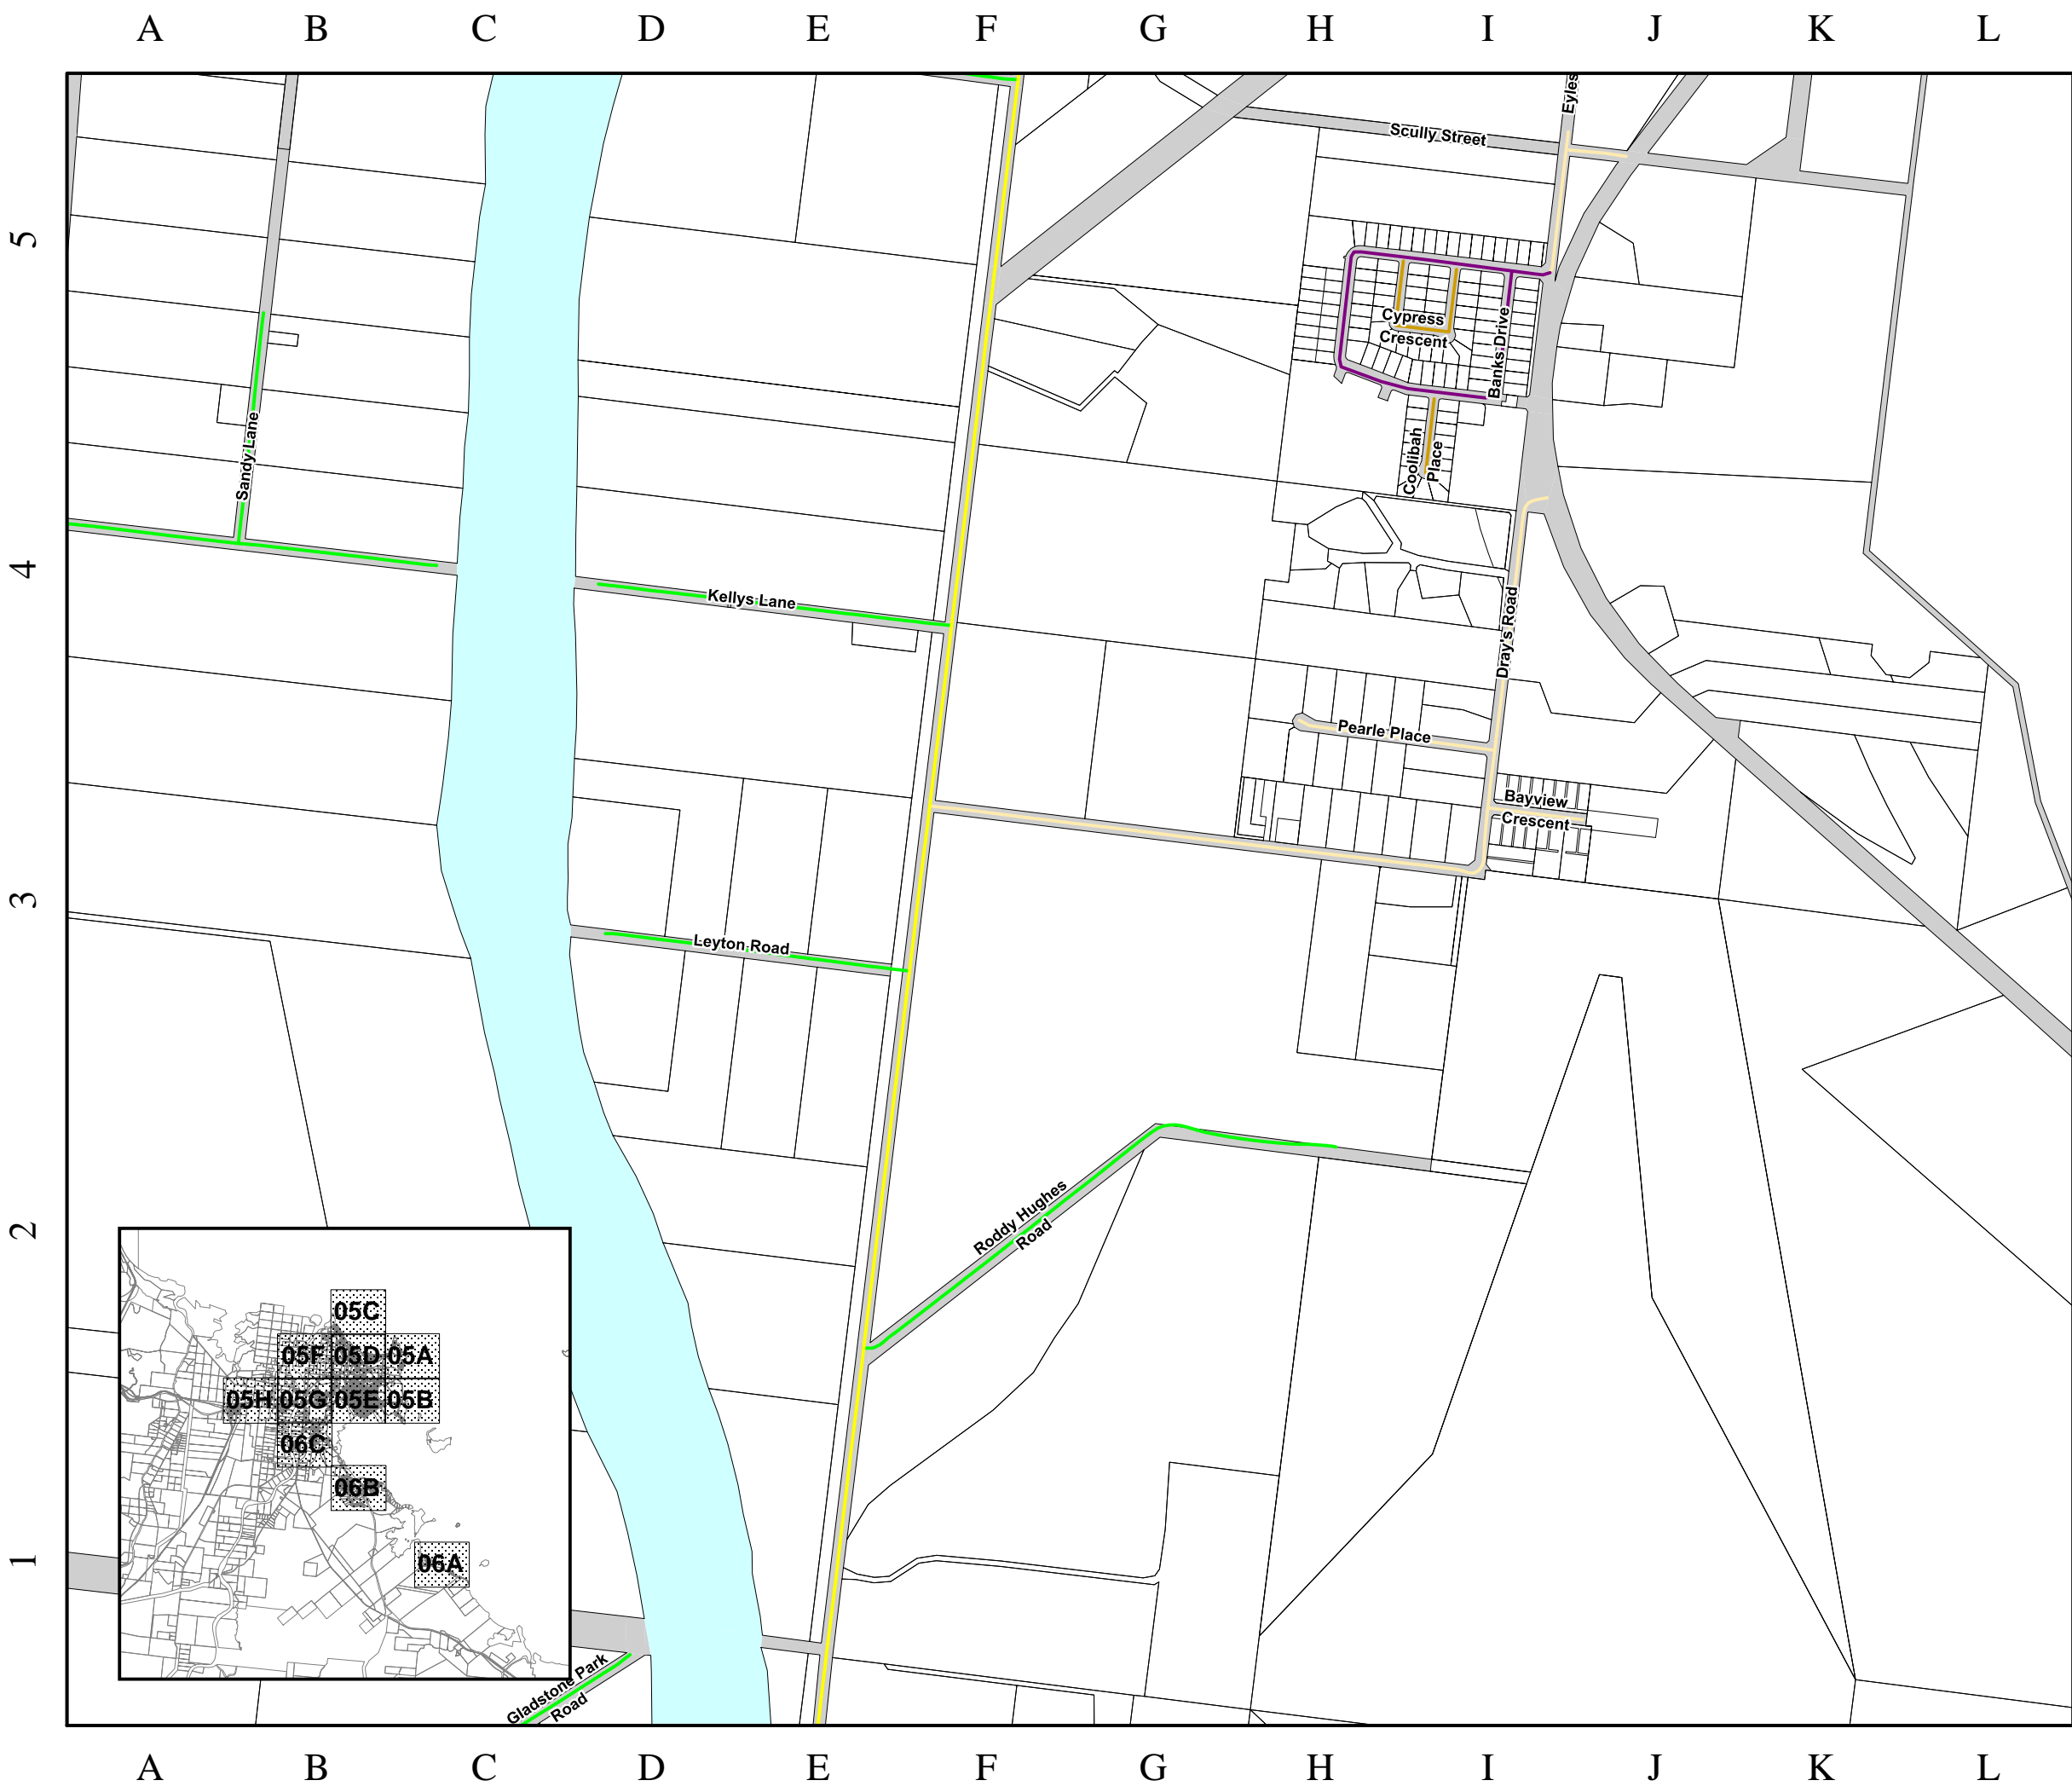 A B C D E F G H I J K L
Eyles
Scully Street
5
Cypress
Crescent
Banks Drive
Sandy Lane
Coolibah
Place
4
Kellys Lane
Dray's Road
Pearle Place
Bayview
Crescent
3
Leyton Road
Roddy Hughes
Road
2
05C
05F 05D 05A
05H 05G 05E 05B
06C
06B
06A
1
Gladstone Park
Road
A B C D E F G H I J K L